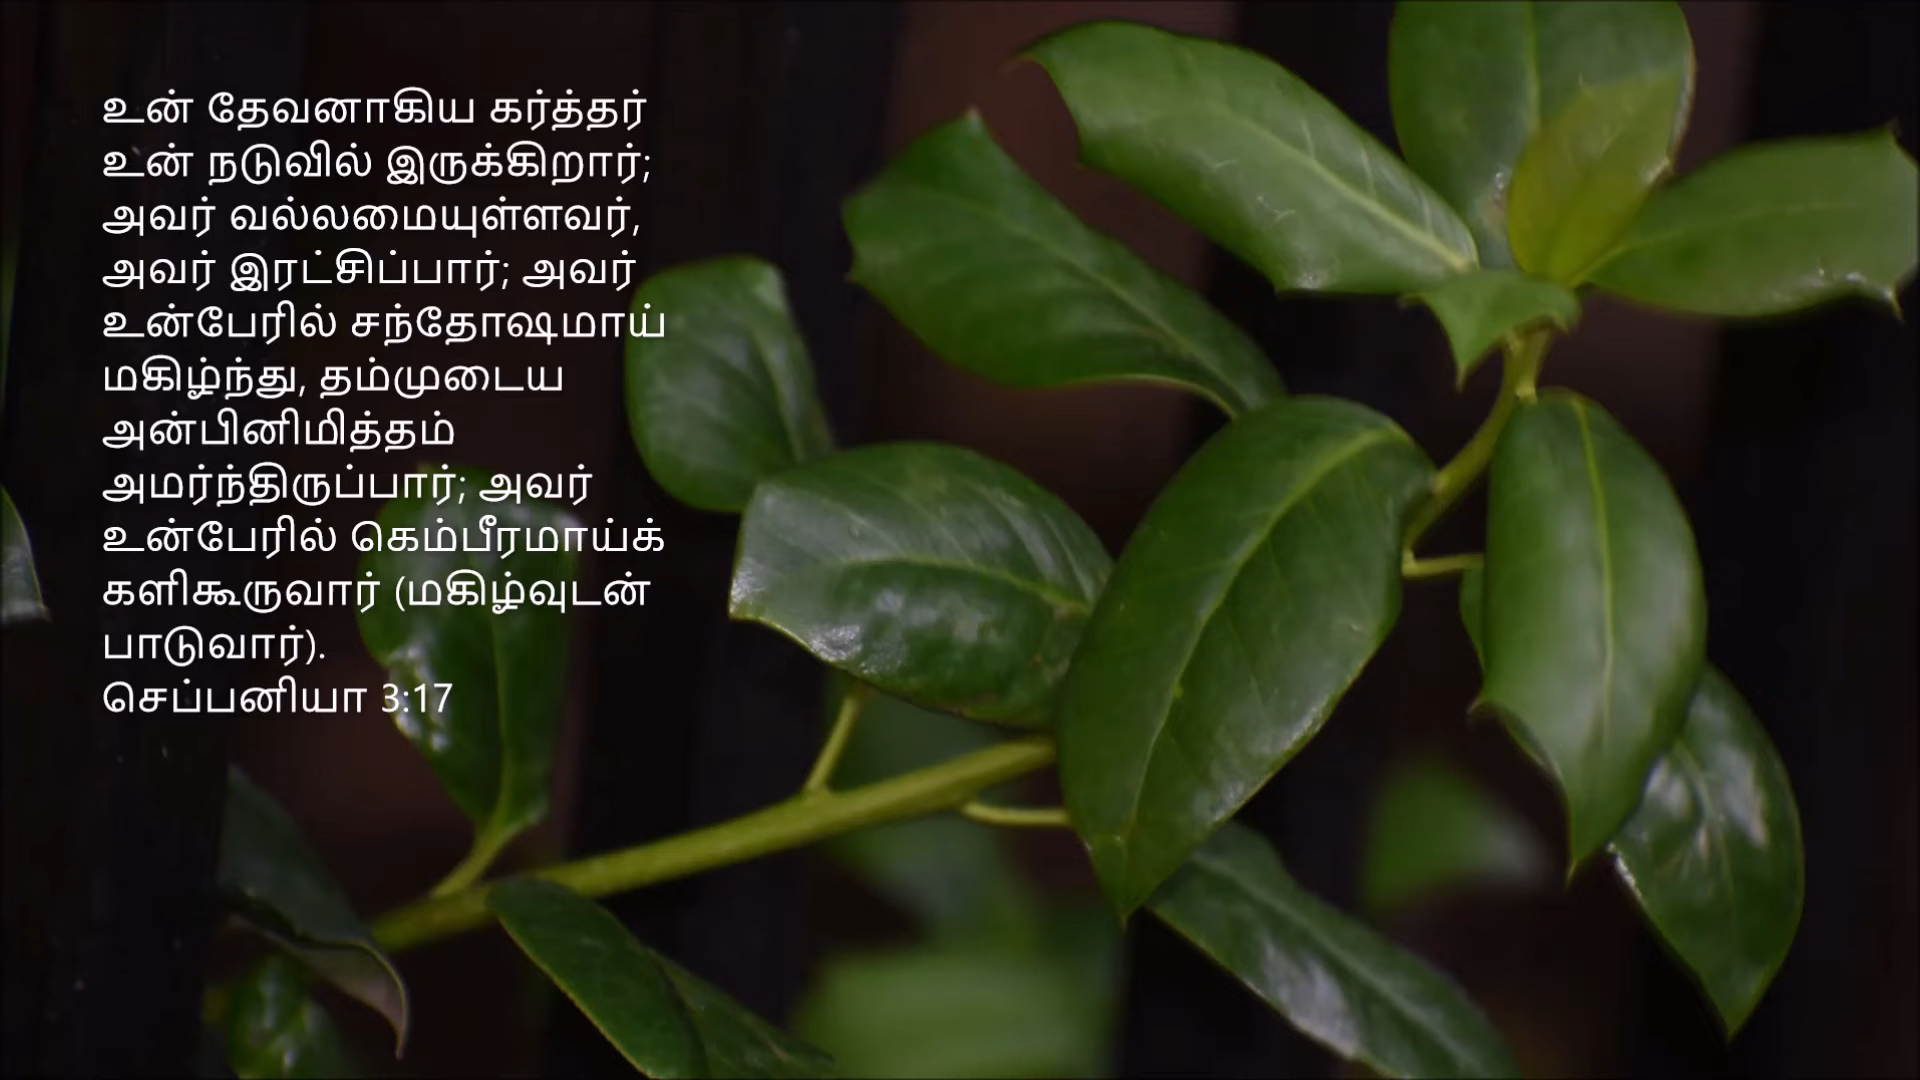 உன் தேவனாகிய கர்த்தர்
உன் நடுவில் இருக்கிறார்;
அவர் வல்லமையுள்ளவர்,
அவர் இரட்சிப்பார்; அவர்
உன்பேரில் சந்தோஷமாய்
மகிழ்ந்து, தம்முடைய
அன்பினிமித்தம்
அமர்ந்திருப்பார்; அவர்
உன்பேரில் கெம்பீரமாய்க்
களிகூருவார் (மகிழ்வுடன்
பாடுவார்).
செப்பனியா 3:17